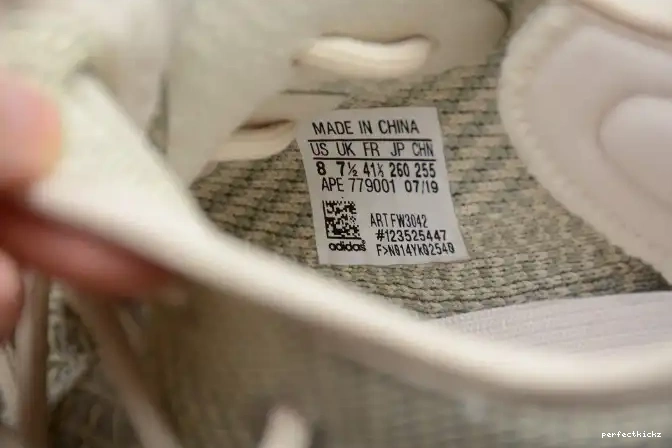 MADE IN CHINA
US UK FR JP CHN
8 7½ 41⅓ 260 255
APE 779001 07/19
ART FW3042
#123525447
adidas
F>N014YK02540
perfectkickz